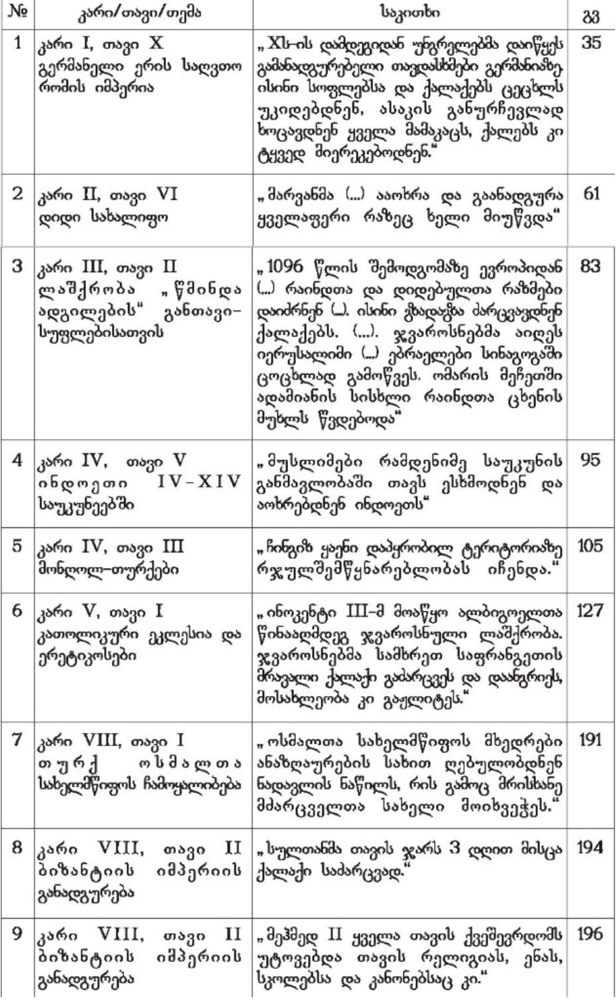 № კარი/თავი/თემა საკითხი გვ
1 კარი I, თავი X
გერმანელი ერის საღვთო
რომის იმპერია
„Xს-ის დამდეგიდან უნგრელებმა დაიწყეს
გამანადგურებელი თავდასხმები გერმანიაზე.
ისინი სოფლებსა და ქალაქებს ცეცხლს
უკიდებდნენ, ასაკის განურჩევლად
ხოცავდნენ ყველა მამაკაცს, ქალებს კი
ტყვედ მიერეკებოდნენ.“
35
2 კარი II, თავი VI
დიდი სახალიფო
„მარვანმა (...) ააოხრა და გაანადგურა
ყველაფერი რაზეც ხელი მიუწვდა“
61
3 კარი III, თავი II
ლაშქრობა „წმინდა
ადგილების“ განთავი-
სუფლებისათვის
„1096 წლის შემოდგომაზე ევროპიდან
(...) რაინდთა და დიდებულთა რაზმები
დაიძრნენ (...). ისინი გზადაგზა ძარცვავდნენ
ქალაქებს. (...). ჯვაროსნებმა აიღეს
იერუსალიმი (...) ებრაელები სინაგოგაში
ცოცხლად გამოწვეს. ომარის მეჩეთში
ადამიანის სისხლი რაინდთა ცხენის
მუხლს წვდებოდა“
83
4 კარი IV, თავი V
ინდოეთი IV-XIV
საუკუნეებში
„მუსლიმები რამდენიმე საუკუნის
განმავლობაში თავს ესხმოდნენ და
აოხრებდნენ ინდოეთს“
95
5 კარი IV, თავი III
მონღოლ-თურქები
„ჩინგიზ ყაენი დაპყრობილ ტერიტორიაზე
რჯულშემწყნარებლობას იჩენდა.“
105
6 კარი V, თავი I
კათოლიკური ეკლესია და
ერეტიკოსები
„ინოკენტი III-მ მოაწყო ალბიგოელთა
წინააღმდეგ ჯვაროსნული ლაშქრობა.
ჯვაროსნებმა სამხრეთ საფრანგეთის
მრავალი ქალაქი გაძარცვეს და დაანგრიეს,
მოსახლეობა კი გაჟლიტეს.“
127
7 კარი VIII, თავი I
თურქ ოსმალთა
სახელმწიფოს ჩამოყალიბება
„ოსმალთა სახელმწიფოს მხედრები
ანაზღაურების სახით ღებულობდნენ
ნადავლის ნაწილს, რის გამოც მრისხანე
მძარცველთა სახელი მოიხვეჭეს.“
191
8 კარი VIII, თავი II
ბიზანტიის იმპერიის
განადგურება
„სულთანმა თავის ჯარს 3 დღით მისცა
ქალაქი საძარცვად.“
194
9 კარი VIII, თავი II
ბიზანტიის იმპერიის
განადგურება
„მეჰმედ II ყველა თავის ქვეშევრდომს
უტოვებდა თავის რელიგიას, ენას,
სკოლებსა და კანონებსაც კი.“
196